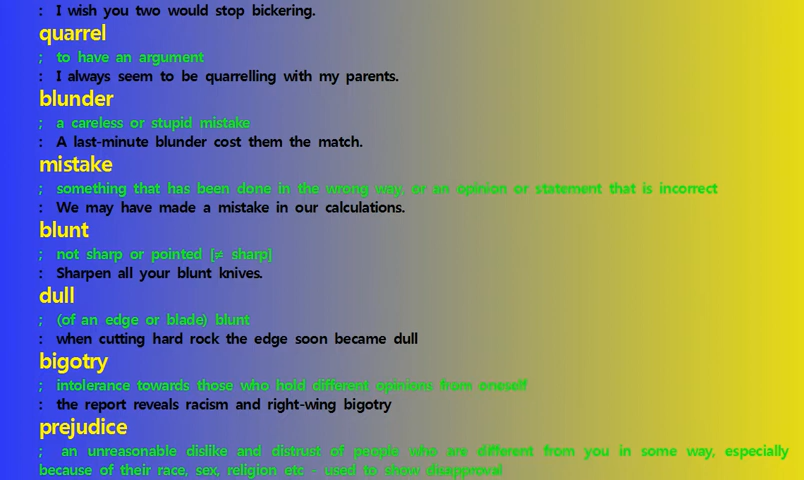 : I wish you two would stop bickering.
quarrel
; to have an argument
: I always seem to be quarrelling with my parents.
blunder
; a careless or stupid mistake
: A last-minute blunder cost them the match.
mistake
; something that has been done in the wrong way, or an opinion or statement that is incorrect
: We may have made a mistake in our calculations.
blunt
; not sharp or pointed [≠ sharp]
: Sharpen all your blunt knives.
dull
; (of an edge or blade) blunt
: when cutting hard rock the edge soon became dull
bigotry
; intolerance towards those who hold different opinions from oneself
: the report reveals racism and right-wing bigotry
prejudice
; an unreasonable dislike and distrust of people who are different from you in some way, especially
because of their race, sex, religion etc - used to show disapproval